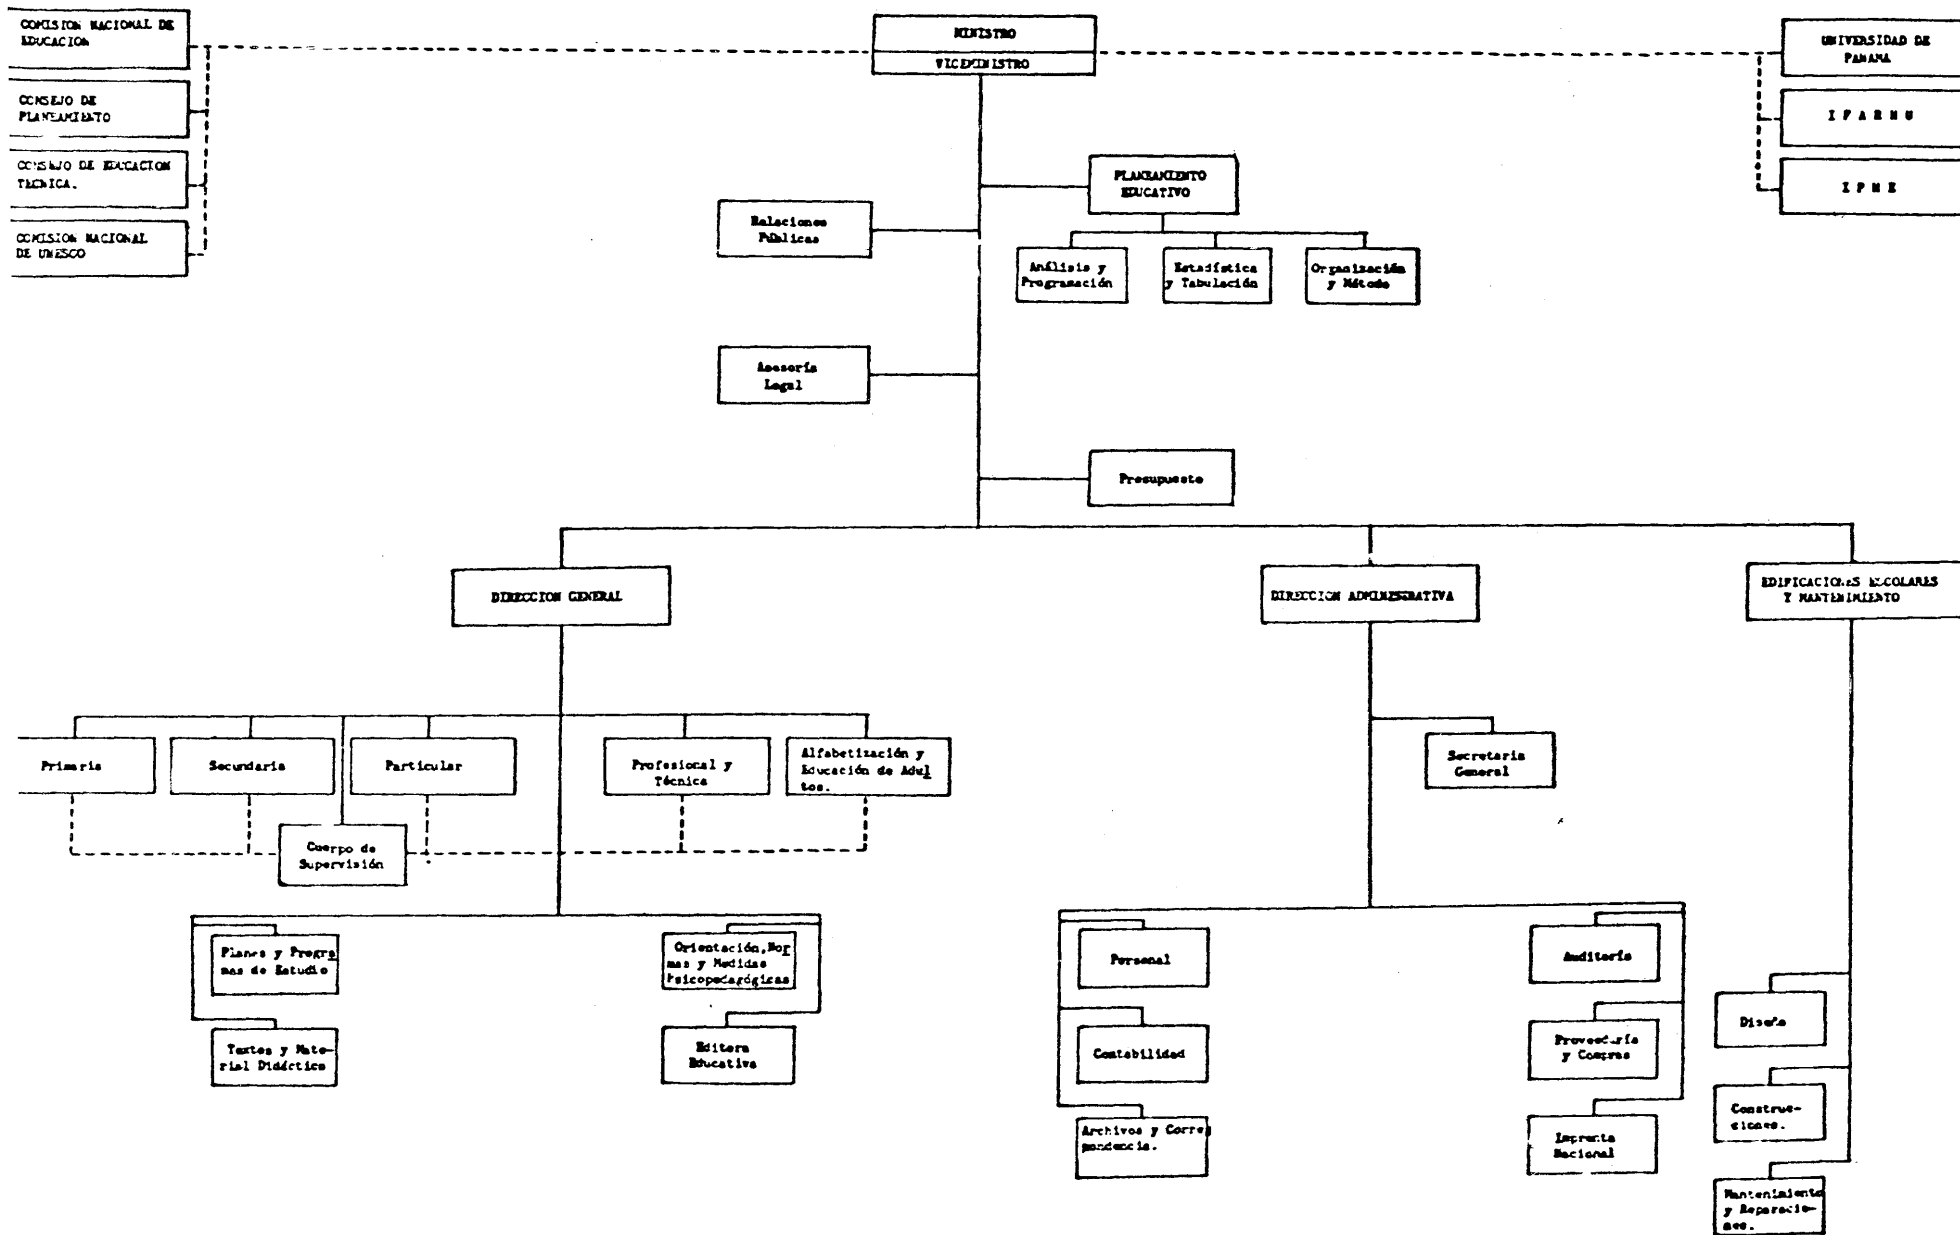 COMISION NACIONAL DE
EDUCACION
MINISTRO
VICEMINISTRO
UNIVERSIDAD DE
PANAMA
CONSEJO DE
PLANEAMIENTO
I F A R H U
CONSEJO DE EDUCACION
TECNICA.
PLANEAMIENTO
EDUCATIVO
I P H E
COMISION NACIONAL
DE UNESCO
Relaciones
Públicas
Análisis y
Programación
Estadística
y Tabulación
Organización
y Método
Asesoría
Legal
Presupuesto
DIRECCION GENERAL
DIRECCION ADMINISTRATIVA
EDIFICACIONES ESCOLARES
Y MANTENIMIENTO
Primaria
Secundaria
Particular
Profesional y
Técnica
Alfabetización y
Educación de Adul
tos.
Secretaria
General
Cuerpo de
Supervisión
Planes y Progra
mas de Estudio
Orientación, Nor
mas y Medidas
Psicopedagógicas
Personal
Auditoría
Textos y Mate-
rial Didáctico
Editora
Educativa
Contabilidad
Proveeduría
y Compras
Diseño
Archivos y Corres
pondencia.
Imprenta
Nacional
Construc-
ciones.
Mantenimiento
y Reparacio-
nes.